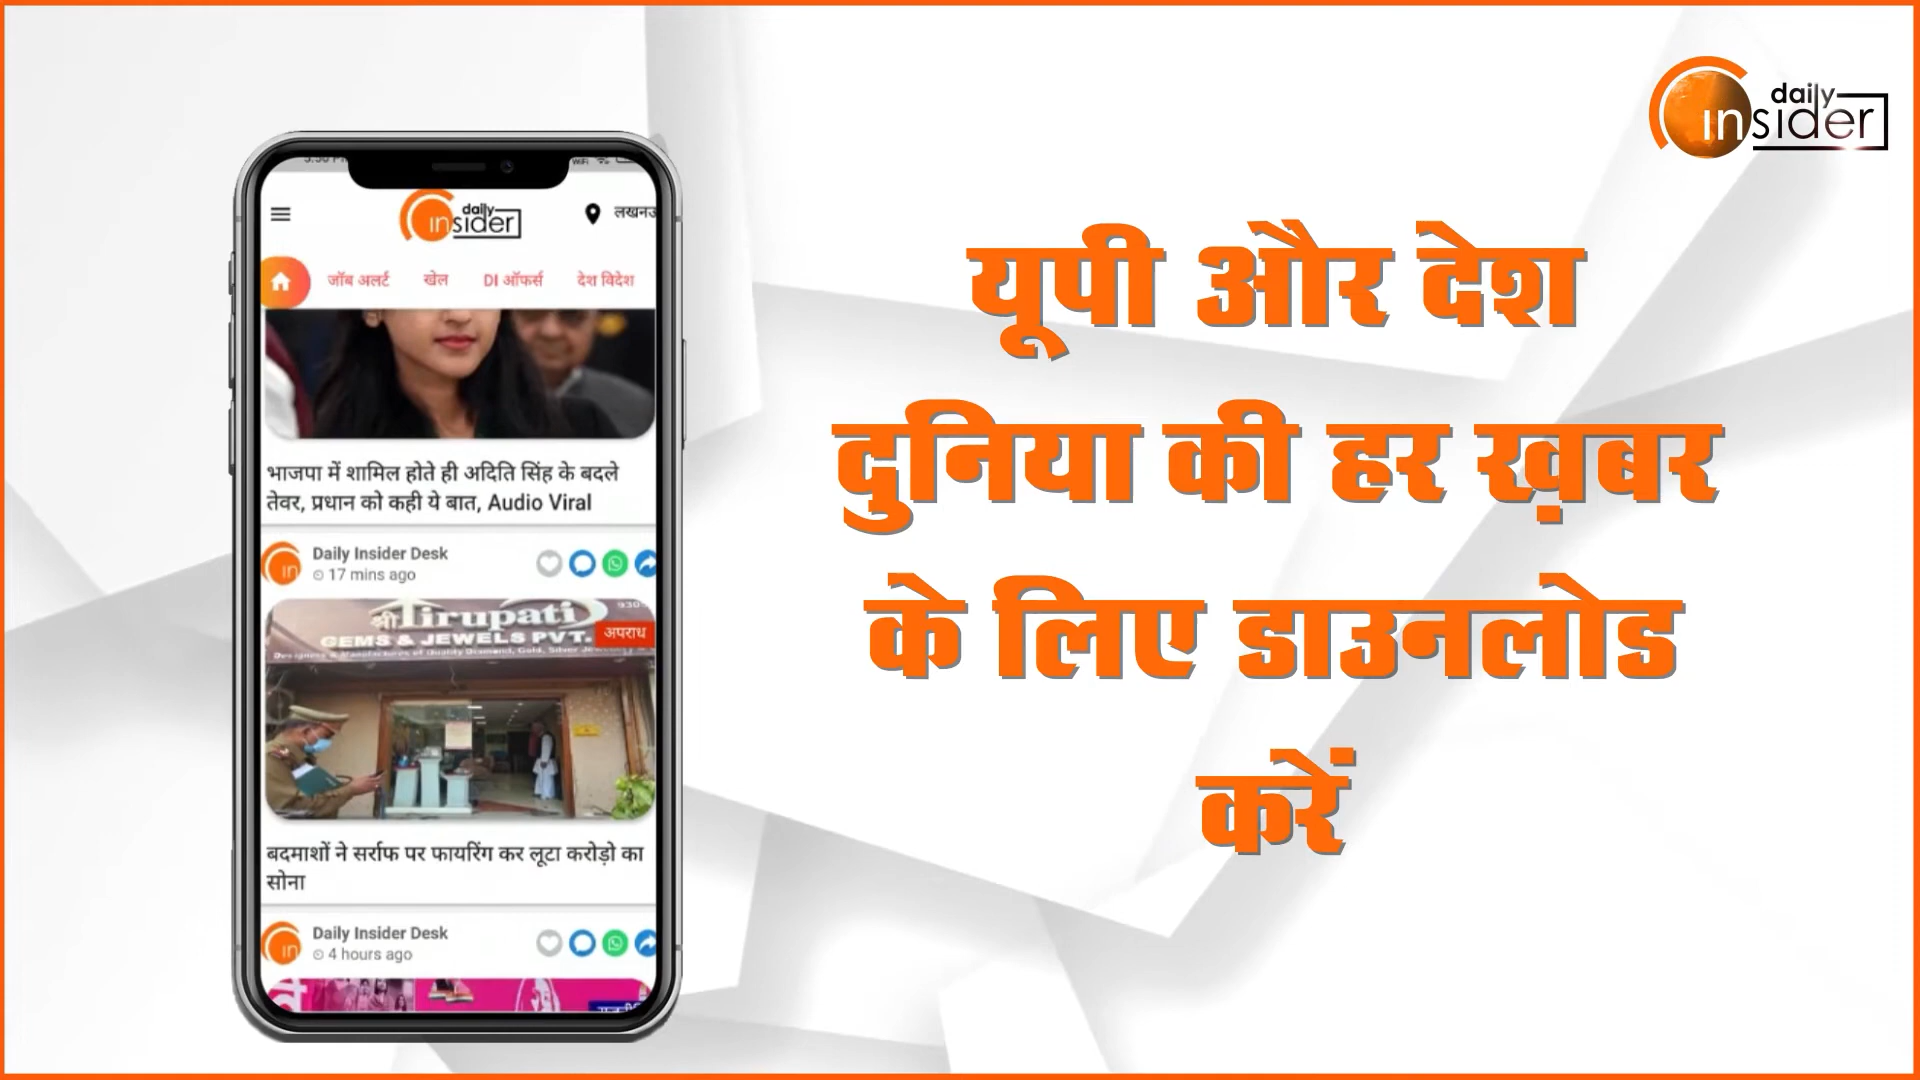 daily
insider
यूपी और देश
दुनिया की हर ख़बर
के लिए डाउनलोड
करें
daily
insider
जॉब अलर्ट खेल DI ऑफर्स देश विदेश
भाजपा में शामिल होते ही अदिति सिंह के बदले
तेवर, प्रधान को कही ये बात, Audio Viral
Daily Insider Desk
17 mins ago
श्री Tirupati
GEMS & JEWELS PVT.
अपराध
बदमाशों ने सर्राफ पर फायरिंग कर लूटा करोड़ो का
सोना
Daily Insider Desk
4 hours ago